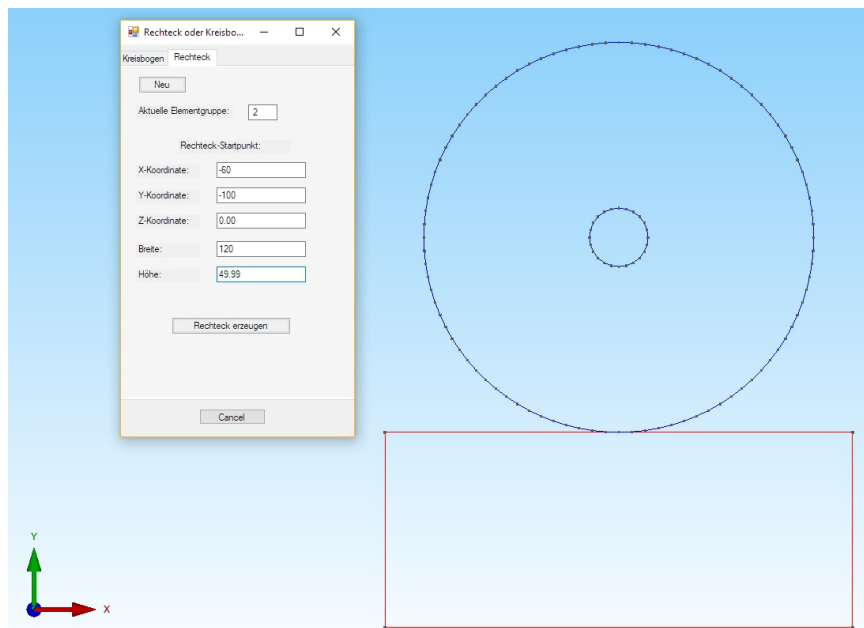 Rechteck oder Kreisbo...
Kreisbogen Rechteck
Neu
Aktuelle Elementgruppe: 2
Rechteck-Startpunkt:
X-Koordinate: -60
Y-Koordinate: -100
Z-Koordinate: 0.00
Breite: 120
Höhe: 49.99
Rechteck erzeugen
Cancel
Y
X